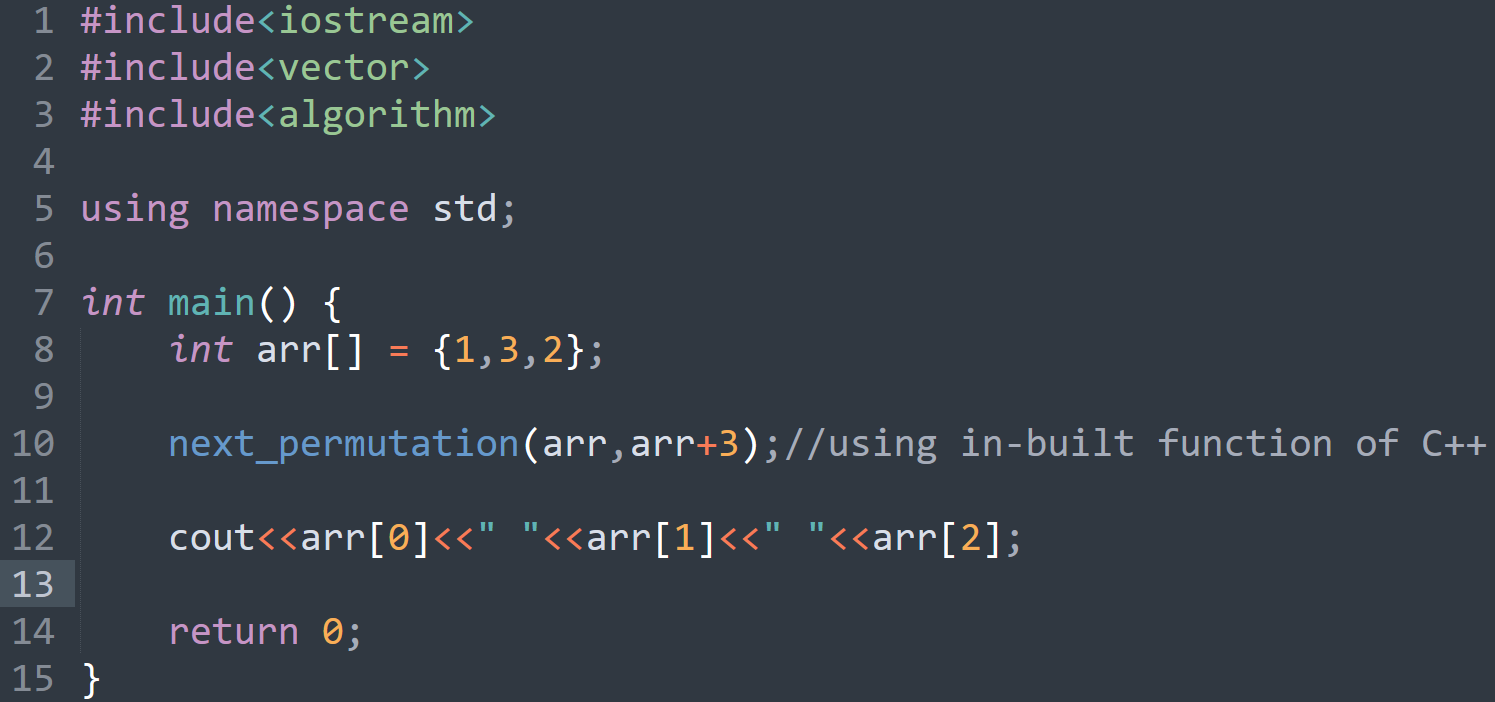 1 #include<iostream>
2 #include<vector>
3 #include<algorithm>
4
5 using namespace std;
6
7 int main() {
8     int arr[] = {1,3,2};
9
10     next_permutation(arr,arr+3);//using in-built function of C++
11
12     cout<<arr[0]<<" "<<arr[1]<<" "<<arr[2];
13
14     return 0;
15 }